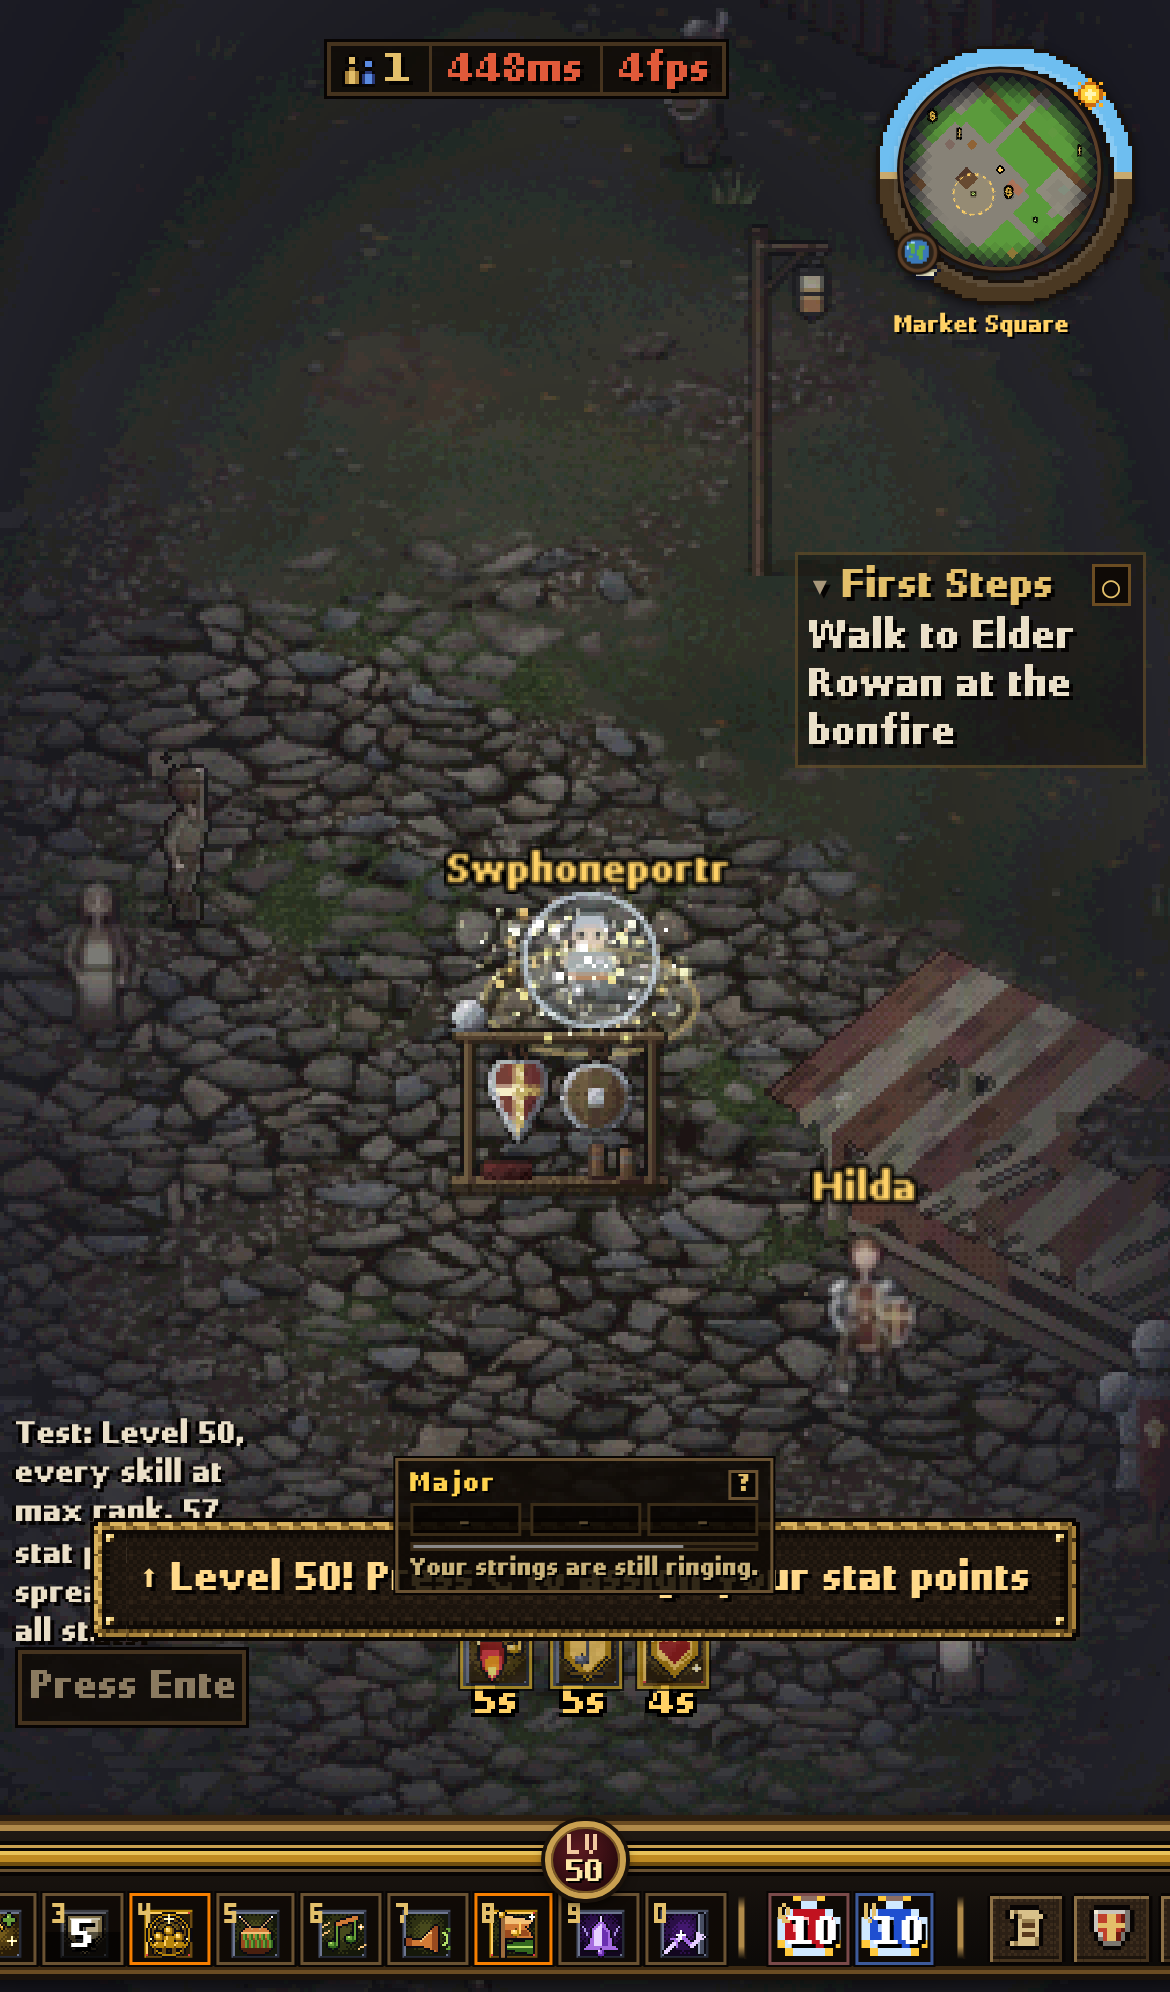 1 448ms 4fps
Market Square
First Steps
Walk to Elder
Rowan at the
bonfire
Swphoneportr
Hilda
Test: Level 50,
every skill at
max rank. 57
stat
all
Major
?
- - -
Your strings are still ringing.
↑ Level 50! ur stat points
5s 5s 4s
Press Ente
LV
50
3 5 4 5 6 7 8 9 0 10 10